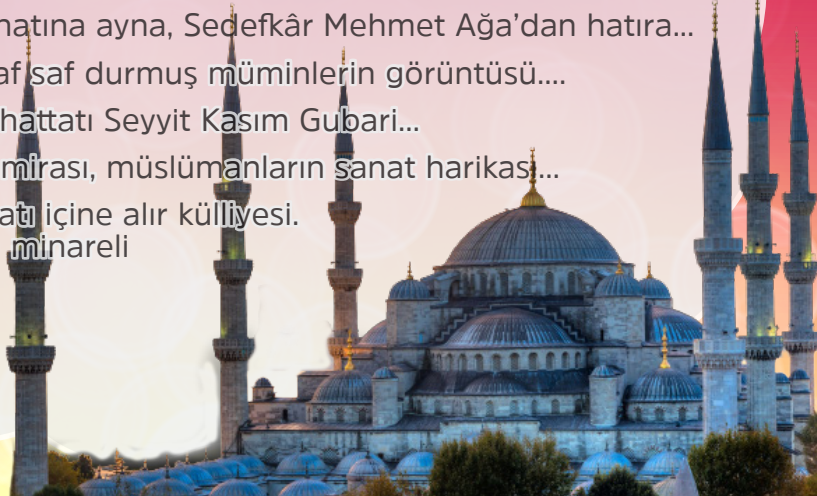 hatına ayna, Sedefkâr Mehmet Ağa’dan hatıra...
af saf durmuş müminlerin görüntüsü....
hattatı Seyyit Kasım Gubari...
mirası, müslümanların sanat harikası...
atı içine alır külliyesi.
minareli